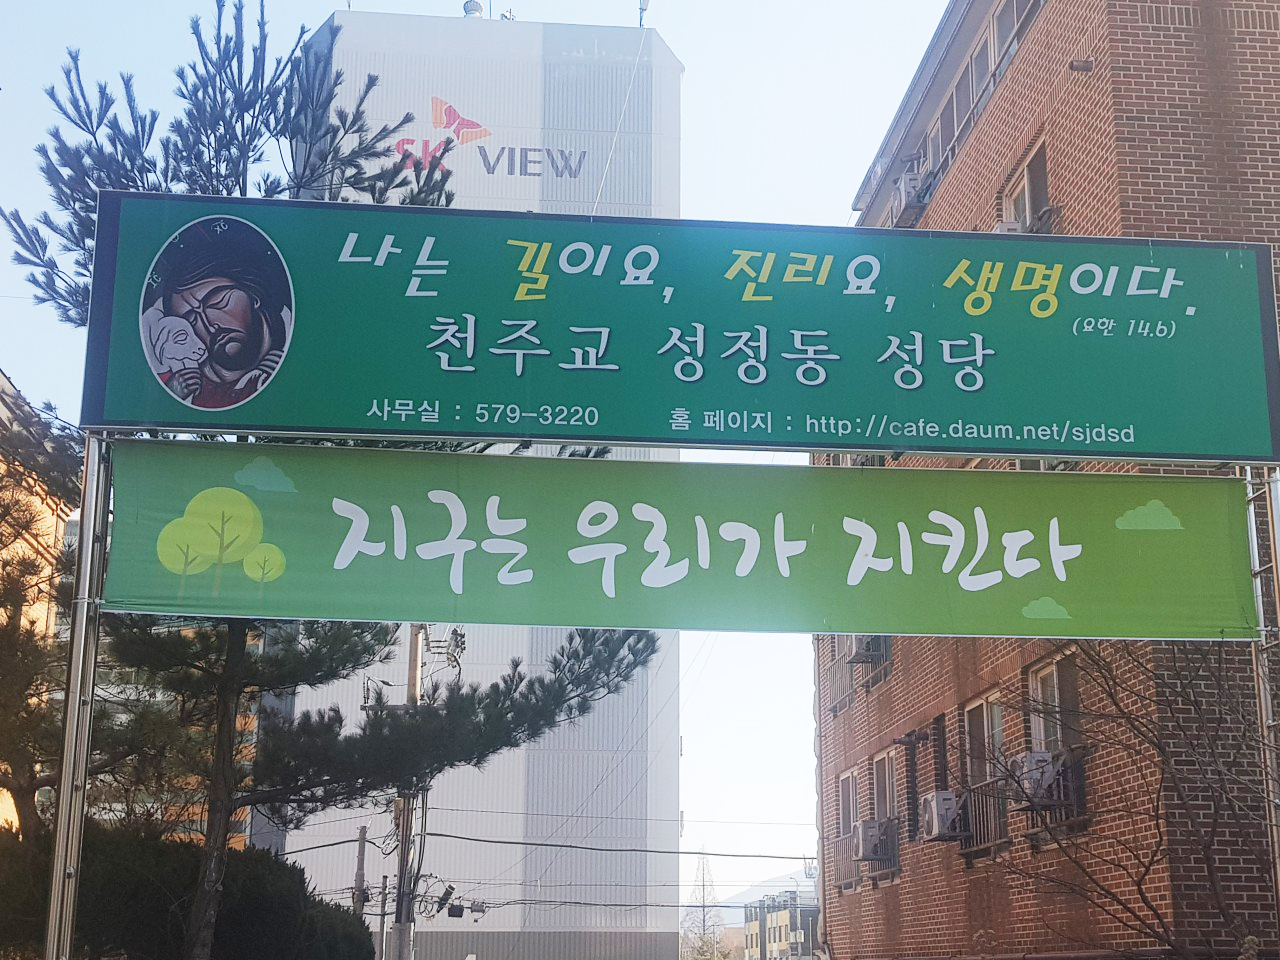 SK VIEW
나는 길이요, 진리요, 생명이다.
(요한 14.6)
천주교 성정동 성당
사무실 : 579-3220 홈 페이지 : http://cafe.daum.net/sjdsd
지구는 우리가 지킨다